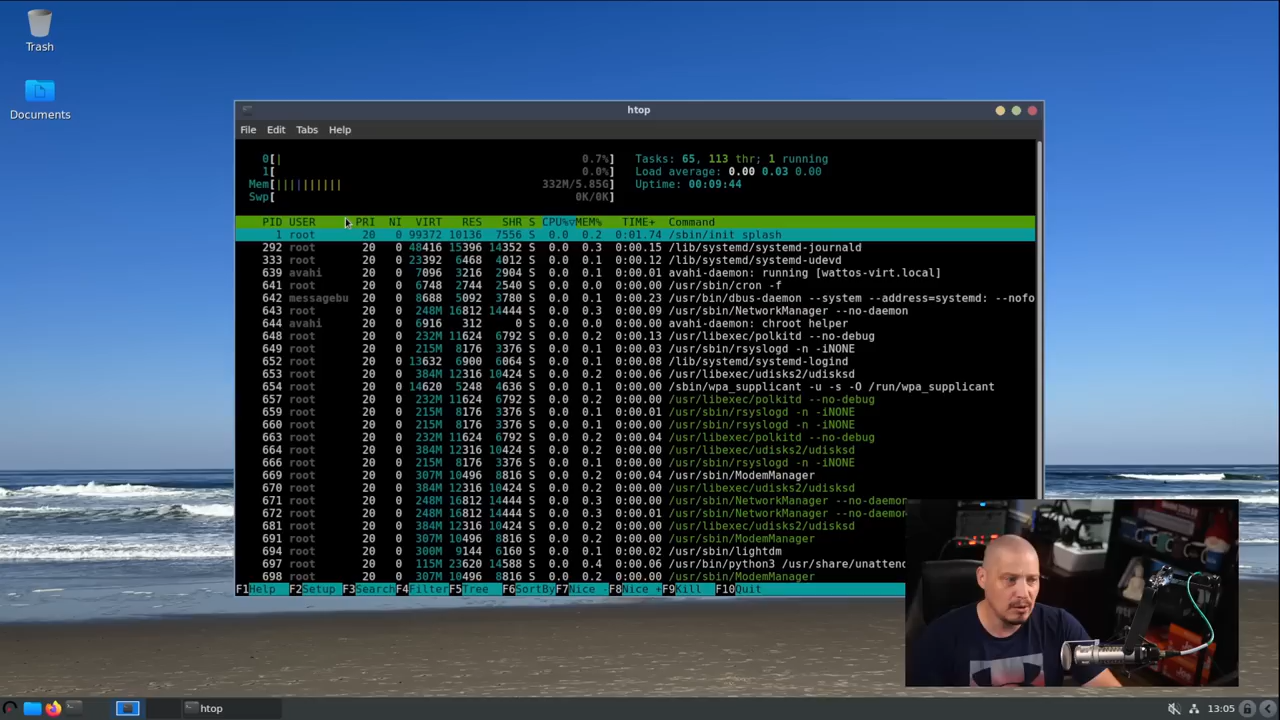 Trash
Documents
htop
File Edit Tabs Help
0[| 0.7%] Tasks: 65, 113 thr; 1 running
1[ 0.0%] Load average: 0.00 0.03 0.00
Mem[|||||||||| 332M/5.85G] Uptime: 00:09:44
Swp[ 0K/0K]
PID USER PRI NI VIRT RES SHR S CPU%▽MEM% TIME+ Command
1 root 20 0 99372 10136 7556 S 0.0 0.2 0:01.74 /sbin/init splash
292 root 20 0 48416 15396 14352 S 0.0 0.3 0:00.15 /lib/systemd/systemd-journald
333 root 20 0 23392 6468 4012 S 0.0 0.1 0:00.12 /lib/systemd/systemd-udevd
639 avahi 20 0 7096 3216 2904 S 0.0 0.1 0:00.01 avahi-daemon: running [wattos-virt.local]
641 root 20 0 6748 2744 2540 S 0.0 0.0 0:00.00 /usr/sbin/cron -f
642 messagebu 20 0 8688 5092 3780 S 0.0 0.1 0:00.23 /usr/bin/dbus-daemon --system --address=systemd: --nofo
643 root 20 0 248M 16812 14444 S 0.0 0.3 0:00.09 /usr/sbin/NetworkManager --no-daemon
644 avahi 20 0 6916 312 0 S 0.0 0.0 0:00.00 avahi-daemon: chroot helper
648 root 20 0 232M 11624 6792 S 0.0 0.2 0:00.13 /usr/libexec/polkitd --no-debug
649 root 20 0 215M 8176 3376 S 0.0 0.1 0:00.03 /usr/sbin/rsyslogd -n -iNONE
652 root 20 0 13632 6900 6064 S 0.0 0.1 0:00.08 /lib/systemd/systemd-logind
653 root 20 0 384M 12316 10424 S 0.0 0.2 0:00.06 /usr/libexec/udisks2/udisksd
654 root 20 0 14620 5248 4636 S 0.0 0.1 0:00.00 /sbin/wpa_supplicant -u -s -O /run/wpa_supplicant
657 root 20 0 232M 11624 6792 S 0.0 0.2 0:00.00 /usr/libexec/polkitd --no-debug
659 root 20 0 215M 8176 3376 S 0.0 0.1 0:00.01 /usr/sbin/rsyslogd -n -iNONE
660 root 20 0 215M 8176 3376 S 0.0 0.1 0:00.00 /usr/sbin/rsyslogd -n -iNONE
663 root 20 0 232M 11624 6792 S 0.0 0.2 0:00.04 /usr/libexec/polkitd --no-debug
664 root 20 0 384M 12316 10424 S 0.0 0.2 0:00.00 /usr/libexec/udisks2/udisksd
666 root 20 0 215M 8176 3376 S 0.0 0.1 0:00.00 /usr/sbin/rsyslogd -n -iNONE
669 root 20 0 307M 10496 8816 S 0.0 0.2 0:00.04 /usr/sbin/ModemManager
670 root 20 0 384M 12316 10424 S 0.0 0.2 0:00.00 /usr/libexec/udisks2/udisksd
671 root 20 0 248M 16812 14444 S 0.0 0.3 0:00.00 /usr/sbin/NetworkManager --no-daemon
672 root 20 0 248M 16812 14444 S 0.0 0.3 0:00.01 /usr/sbin/NetworkManager --no-daemon
681 root 20 0 384M 12316 10424 S 0.0 0.2 0:00.00 /usr/libexec/udisks2/udisksd
691 root 20 0 307M 10496 8816 S 0.0 0.2 0:00.00 /usr/sbin/ModemManager
694 root 20 0 300M 9144 6160 S 0.0 0.1 0:00.02 /usr/sbin/lightdm
697 root 20 0 115M 23620 14588 S 0.0 0.4 0:00.06 /usr/bin/python3 /usr/share/unatten
698 root 20 0 307M 10496 8816 S 0.0 0.2 0:00.00 /usr/sbin/ModemManager
F1Help F2Setup F3Search F4Filter F5Tree F6SortBy F7Nice - F8Nice + F9Kill F10Quit
htop 13:05